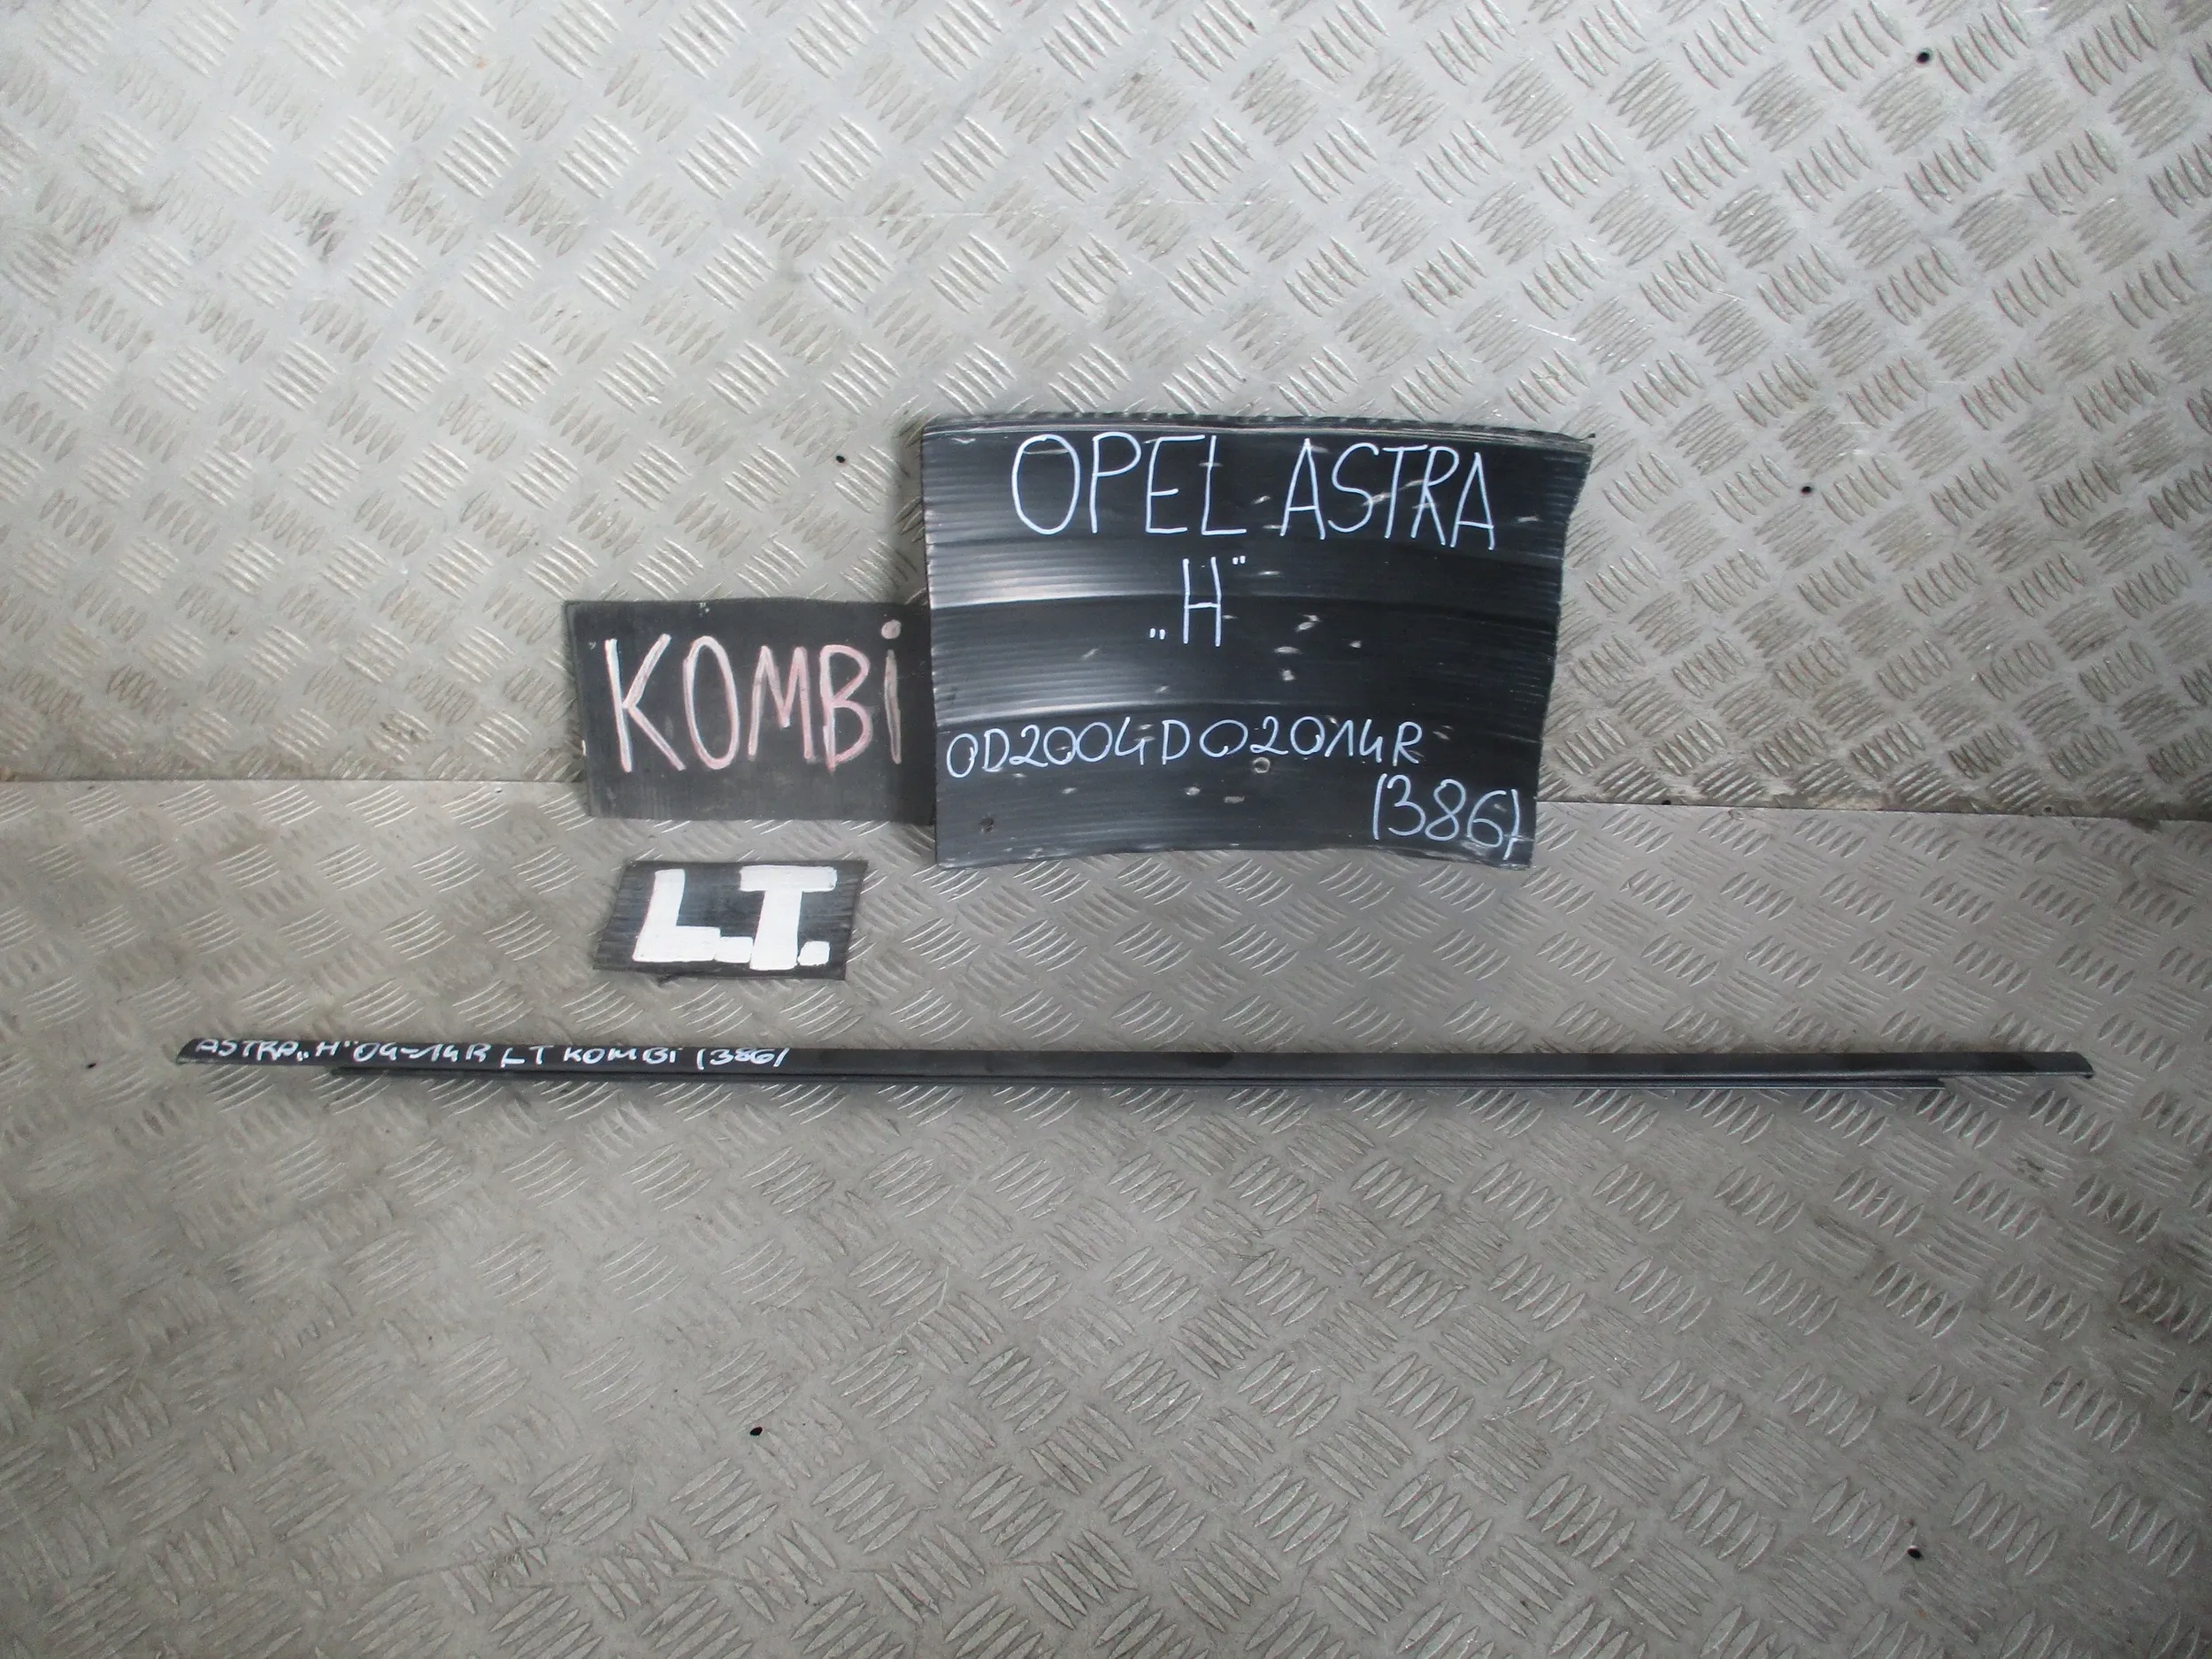 OPEL ASTRA
„H"
OD2004DO2014R
(386)
KOMBi
L.T.
ASTRA„H"04-14R LT KOMBi (386)